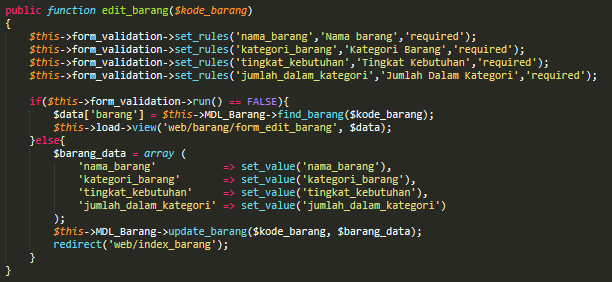 public function edit_barang($kode_barang)
{
    $this->form_validation->set_rules('nama_barang','Nama barang','required');
    $this->form_validation->set_rules('kategori_barang','Kategori Barang','required');
    $this->form_validation->set_rules('tingkat_kebutuhan','Tingkat Kebutuhan','required');
    $this->form_validation->set_rules('jumlah_dalam_kategori','Jumlah Dalam Kategori','required');

    if($this->form_validation->run() == FALSE){
        $data['barang'] = $this->MDL_Barang->find_barang($kode_barang);
        $this->load->view('web/barang/form_edit_barang', $data);
    }else{
        $barang_data = array (
            'nama_barang'           => set_value('nama_barang'),
            'kategori_barang'       => set_value('kategori_barang'),
            'tingkat_kebutuhan'     => set_value('tingkat_kebutuhan'),
            'jumlah_dalam_kategori' => set_value('jumlah_dalam_kategori')
        );
        $this->MDL_Barang->update_barang($kode_barang, $barang_data);
        redirect('web/index_barang');
    }
}